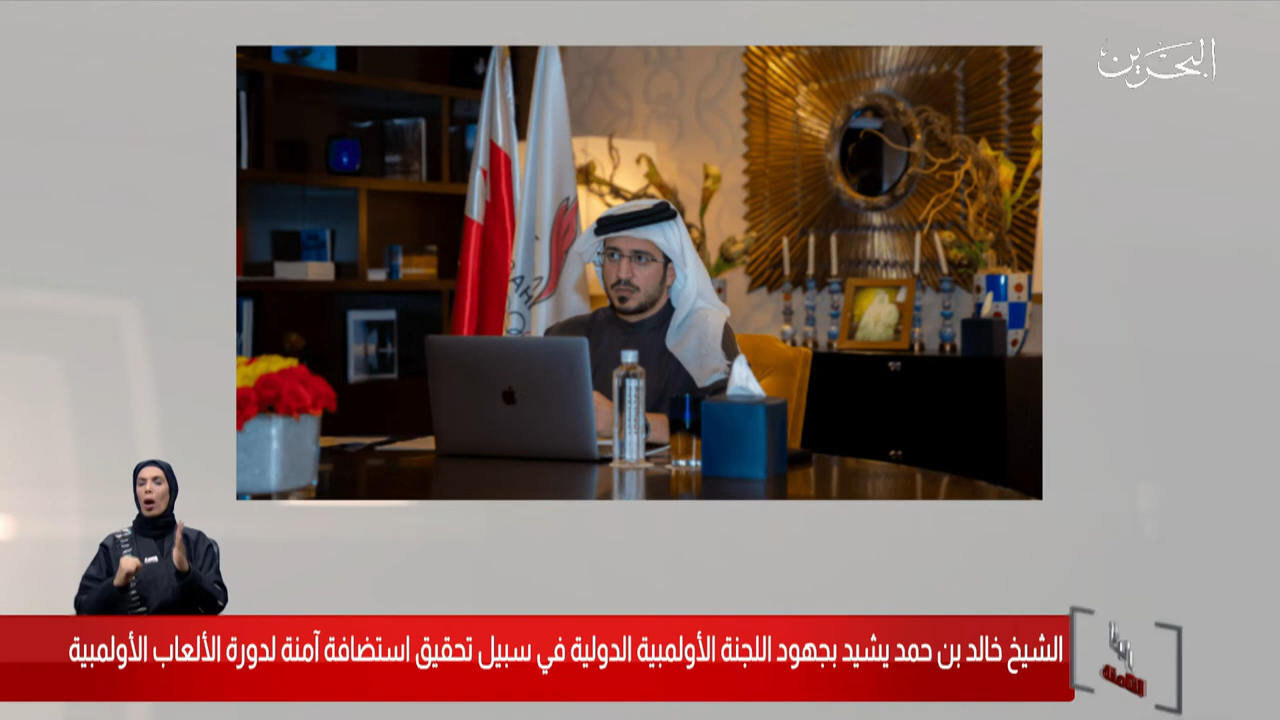 البحرين
الشيخ خالد بن حمد يشيد بجهود اللجنة الأولمبية الدولية في سبيل تحقيق استضافة آمنة لدورة الألعاب الأولمبية